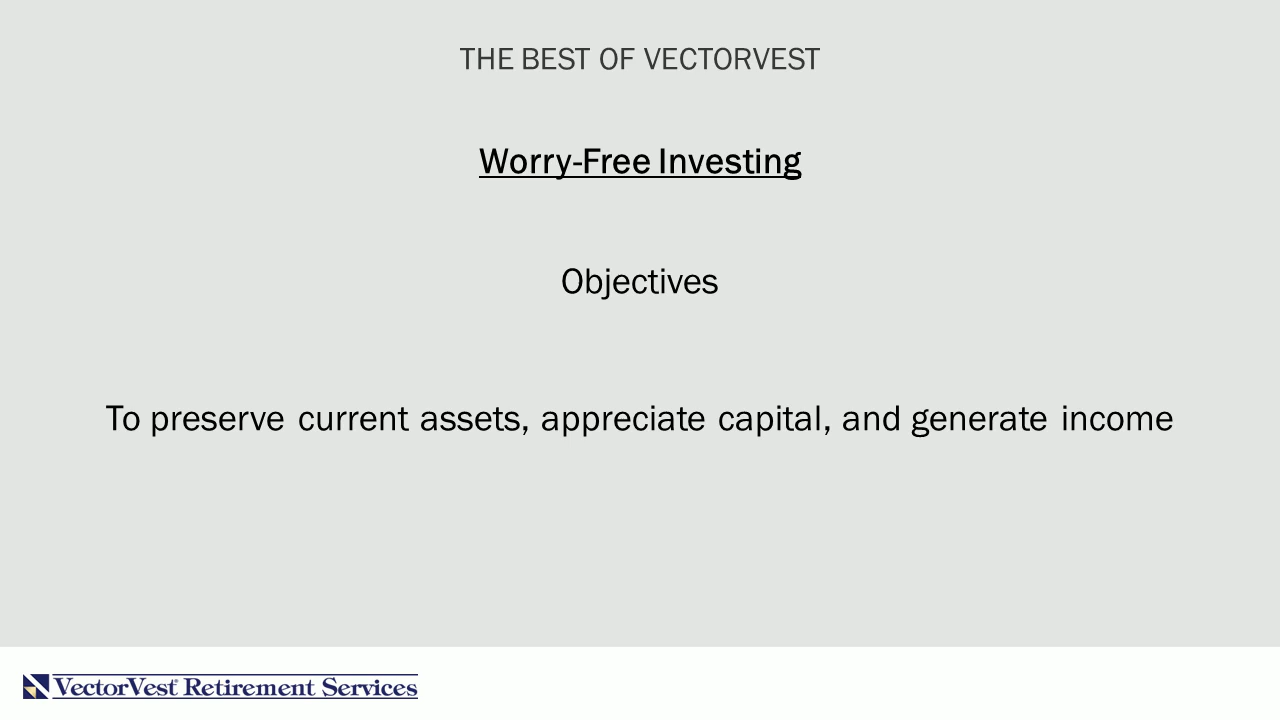 THE BEST OF VECTORVEST
Worry-Free Investing
Objectives
To preserve current assets, appreciate capital, and generate income
VectorVest® Retirement Services